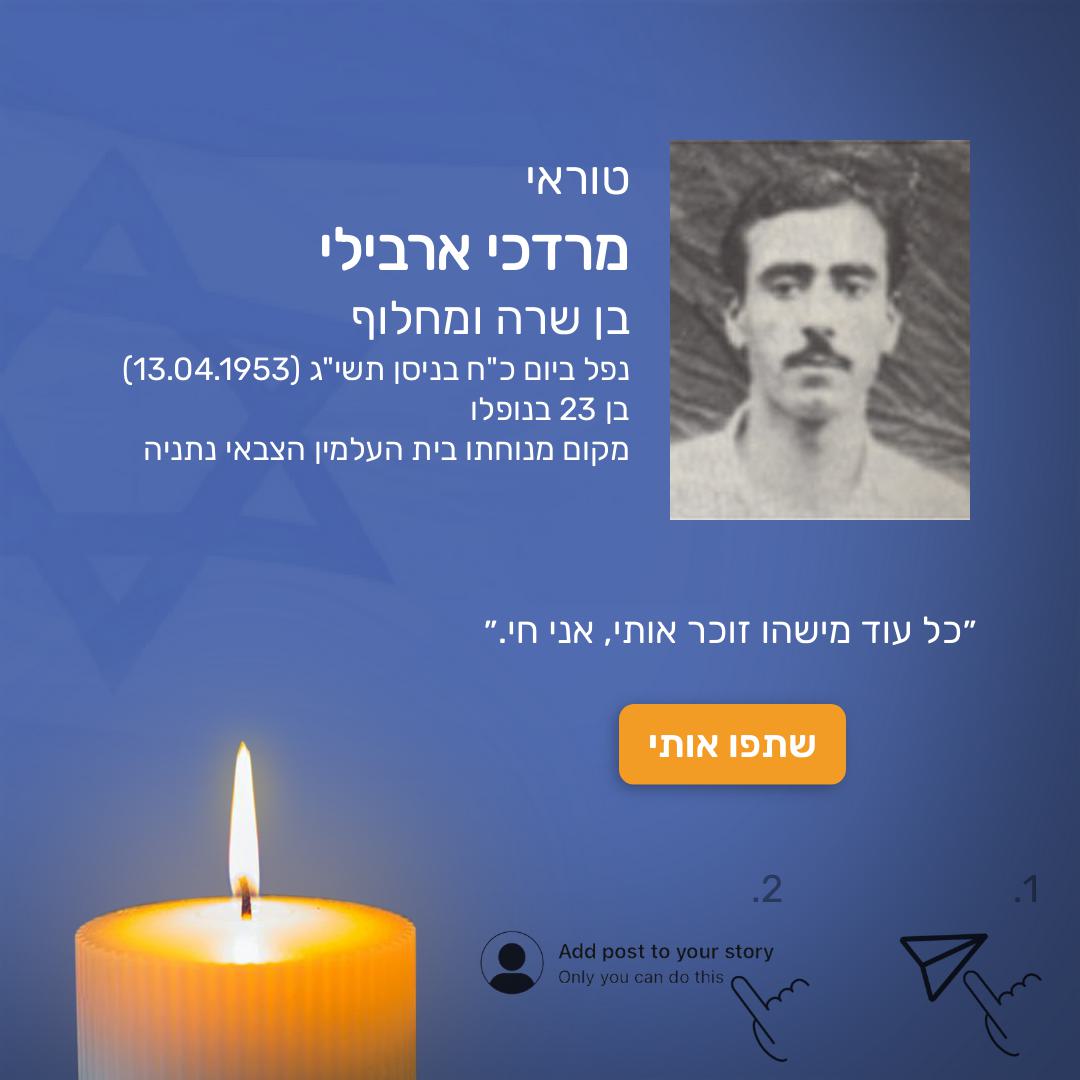 טוראי
מרדכי ארבילי
בן שרה ומחלוף
נפל ביום כ"ח בניסן תשי"ג (13.04.1953)
בן 23 בנופלו
מקום מנוחתו בית העלמין הצבאי נתניה
״כל עוד מישהו זוכר אותי, אני חי.״
שתפו אותי
1.
2.
Add post to your story
Only you can do this